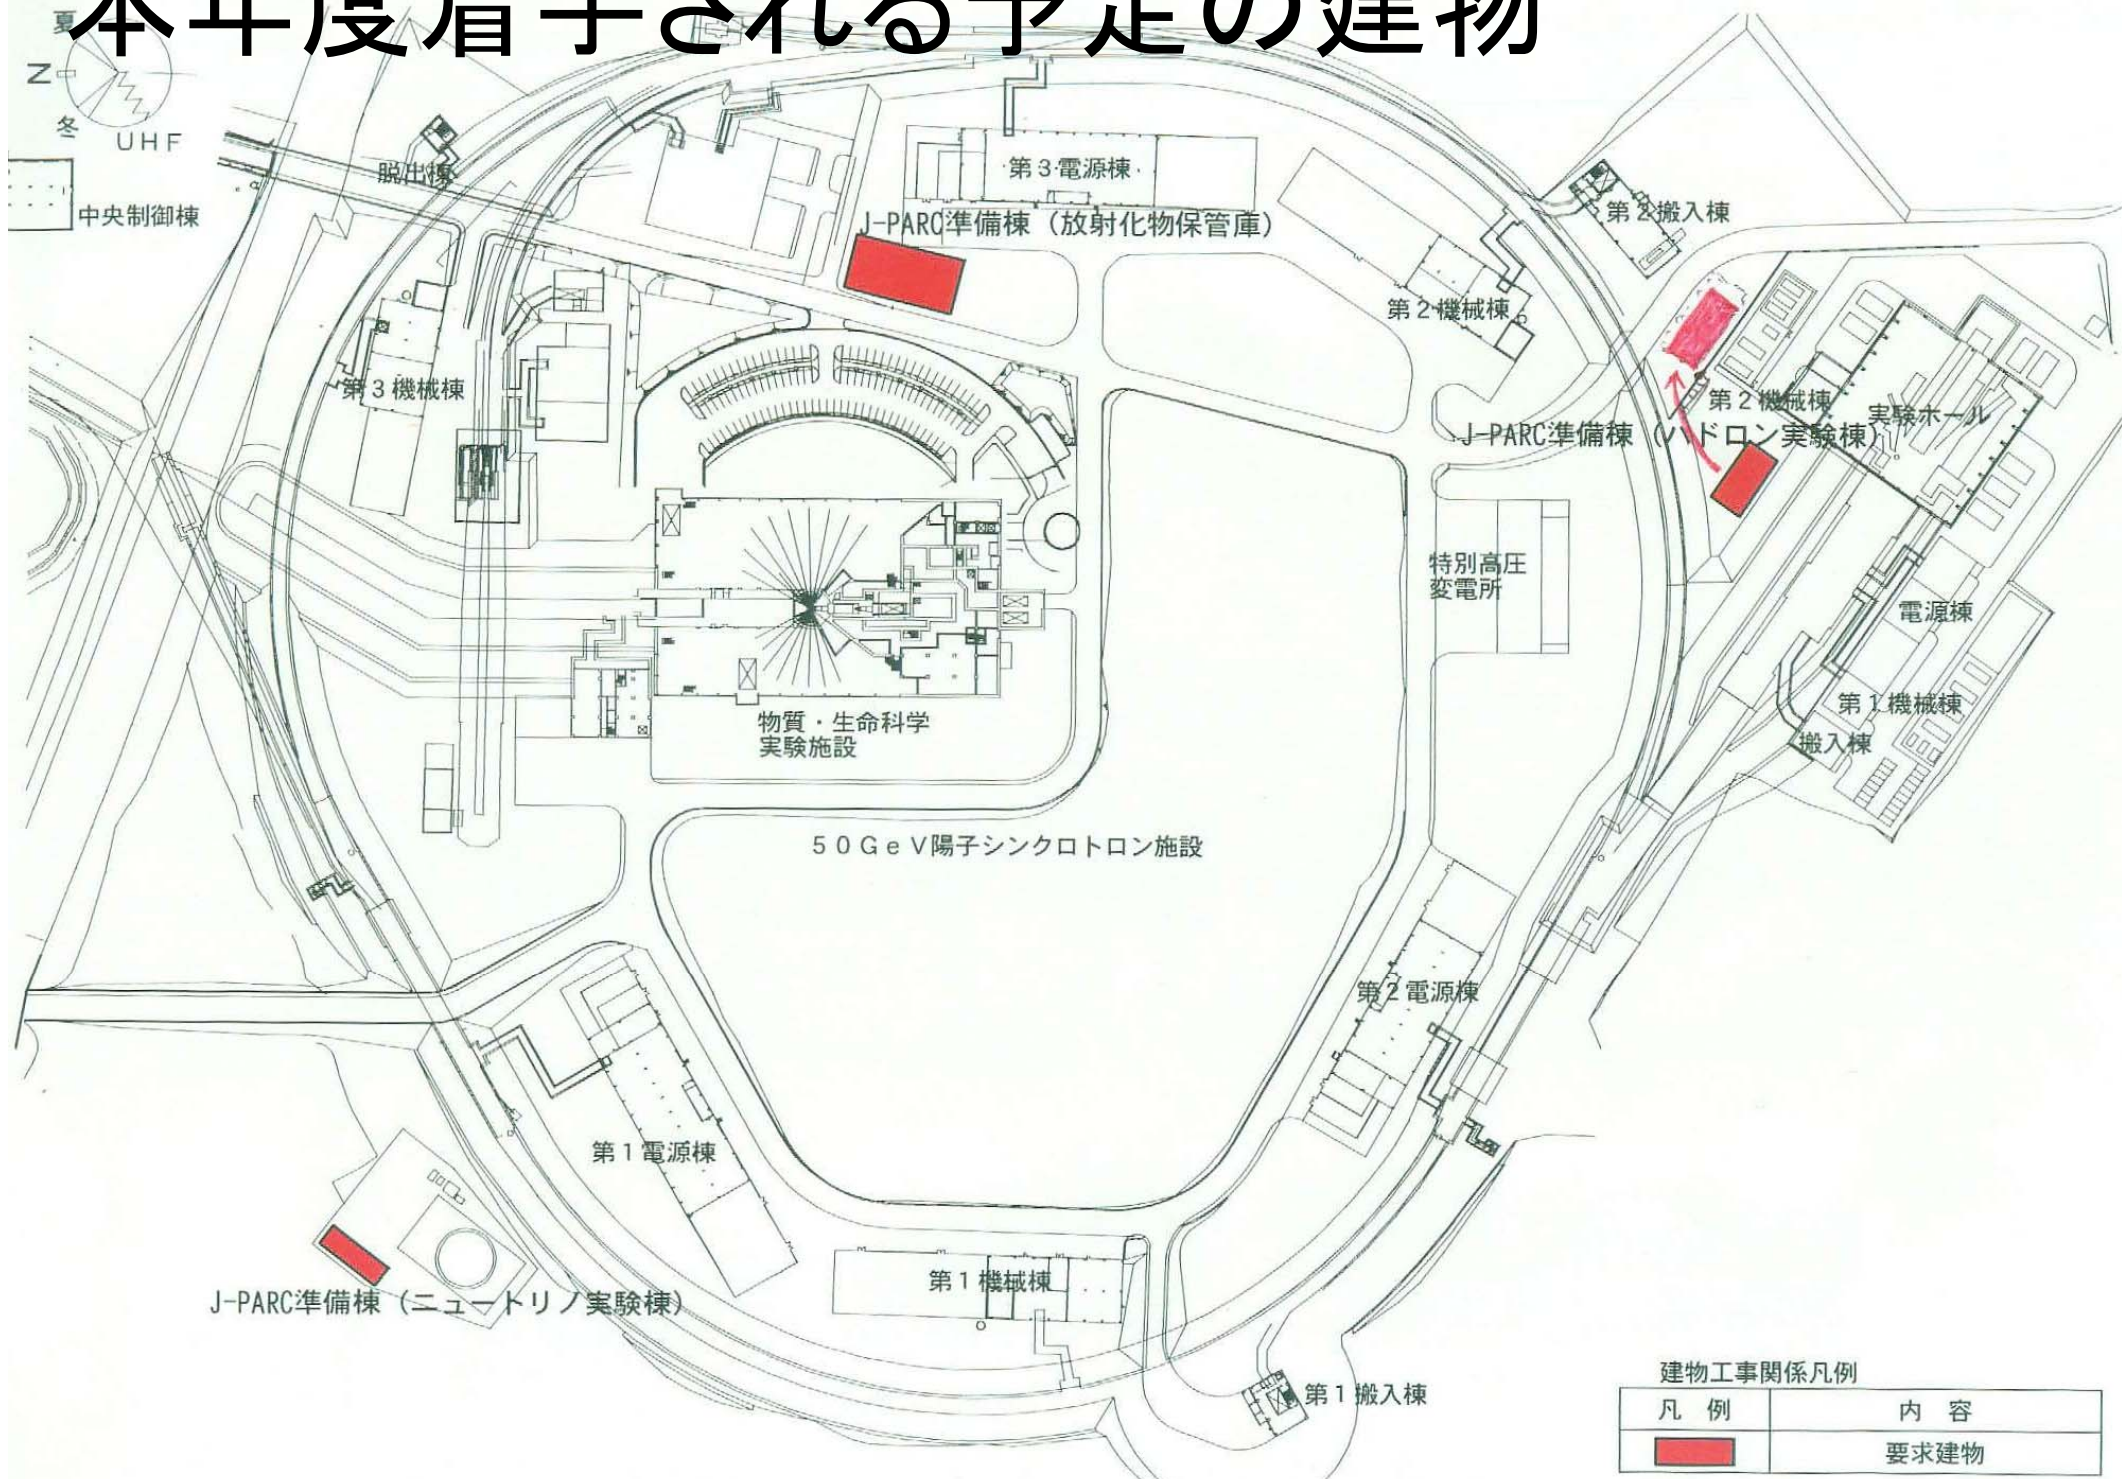 本年度着手される予定の建物
夏
N
冬
UHF
脱出棟
中央制御棟
第3電源棟
J-PARC準備棟（放射化物保管庫）
第2搬入棟
第2機械棟
第3機械棟
第2機械棟
実験ホール
J-PARC準備棟（ハドロン実験棟）
特別高圧
変電所
電源棟
第1機械棟
搬入棟
物質・生命科学
実験施設
50GeV陽子シンクロトロン施設
第2電源棟
第1電源棟
第1機械棟
J-PARC準備棟（ニュートリノ実験棟）
第1搬入棟
建物工事関係凡例
凡 例 内 容
要求建物